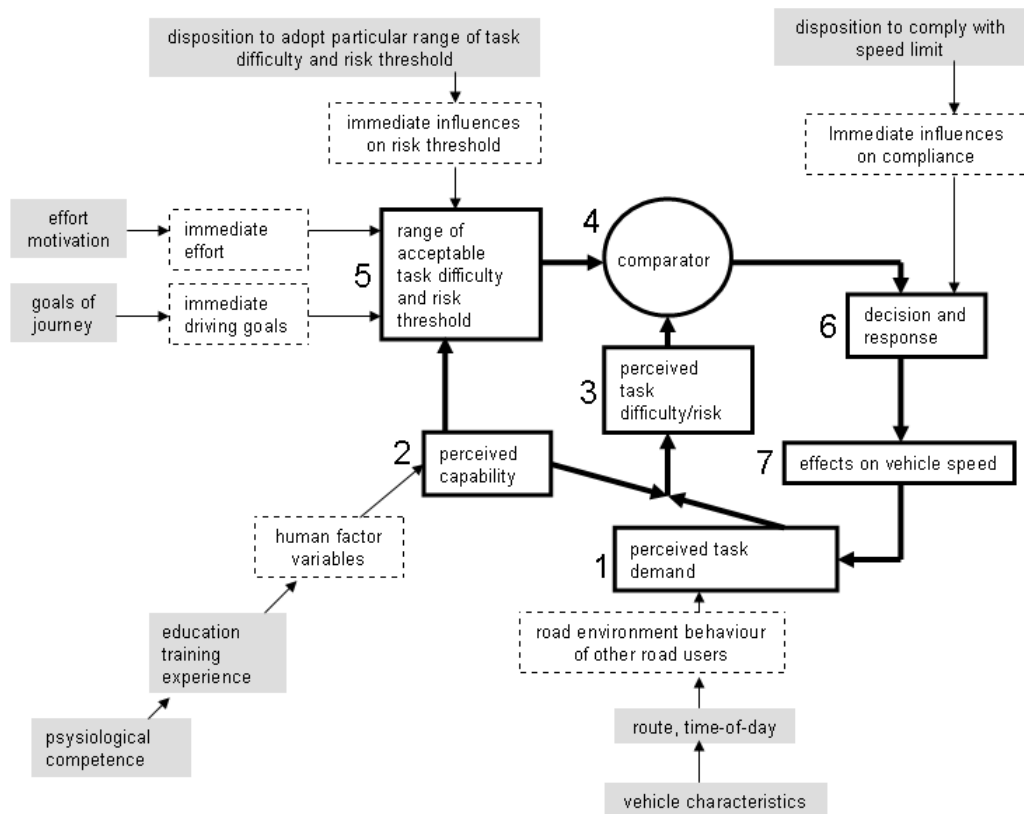 disposition to adopt particular range of task
difficulty and risk threshold
disposition to comply with
speed limit
immediate influences
on risk threshold
Immediate influences
on compliance
effort
motivation
immediate
effort
goals of
journey
immediate
driving goals
5
range of
acceptable
task difficulty
and risk
threshold
4
comparator
6
decision and
response
3
perceived
task
difficulty/risk
2
perceived
capability
7
effects on vehicle speed
human factor
variables
1
perceived task
demand
education
training
experience
road environment behaviour
of other road users
psysiological
competence
route, time-of-day
vehicle characteristics